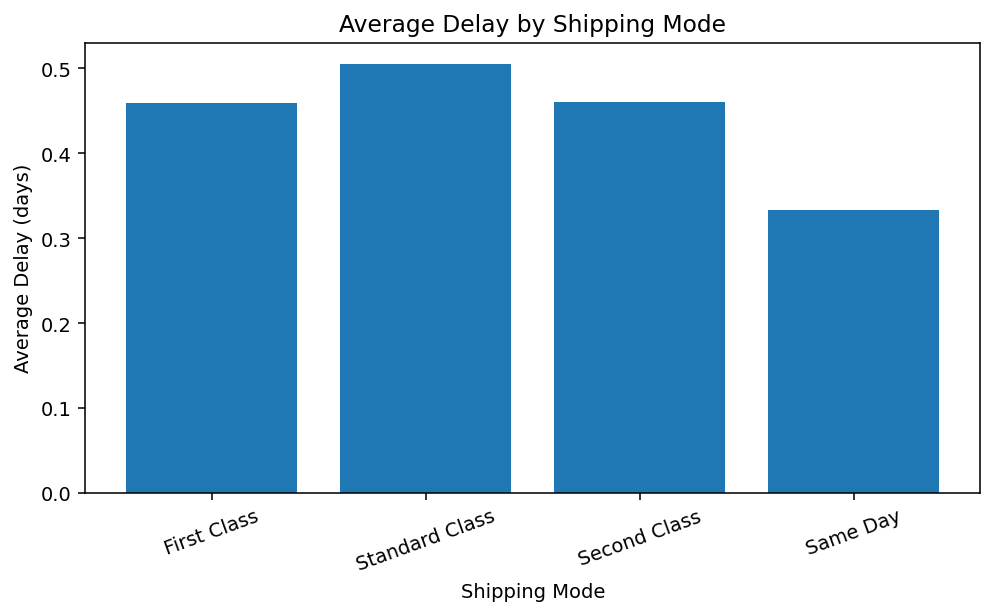 Average Delay by Shipping Mode
Average Delay (days)
0.5
0.4
0.3
0.2
0.1
0.0
First Class
Standard Class
Second Class
Same Day
Shipping Mode